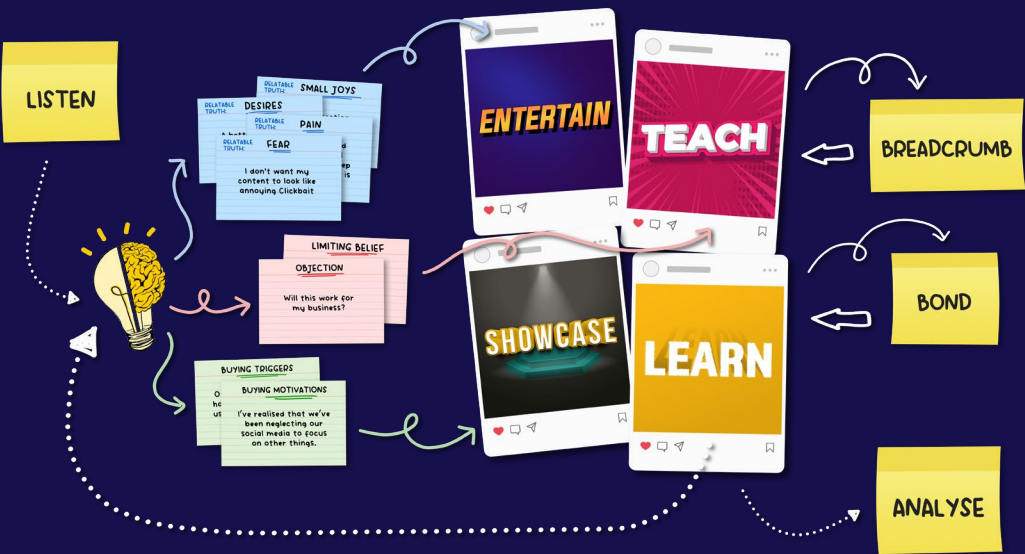 LISTEN
RELATABLE TRUTH: SMALL JOYS
RELATABLE TRUTH: DESIRES
RELATABLE TRUTH: PAIN
RELATABLE TRUTH: FEAR
I don't want my
content to look like
annoying Clickbait
LIMITING BELIEF
OBJECTION
Will this work for
my business?
BUYING TRIGGERS
BUYING MOTIVATIONS
I've realised that we've
been neglecting our
social media to focus
on other things.
ENTERTAIN
TEACH
SHOWCASE
LEARN
BREADCRUMB
BOND
ANALYSE